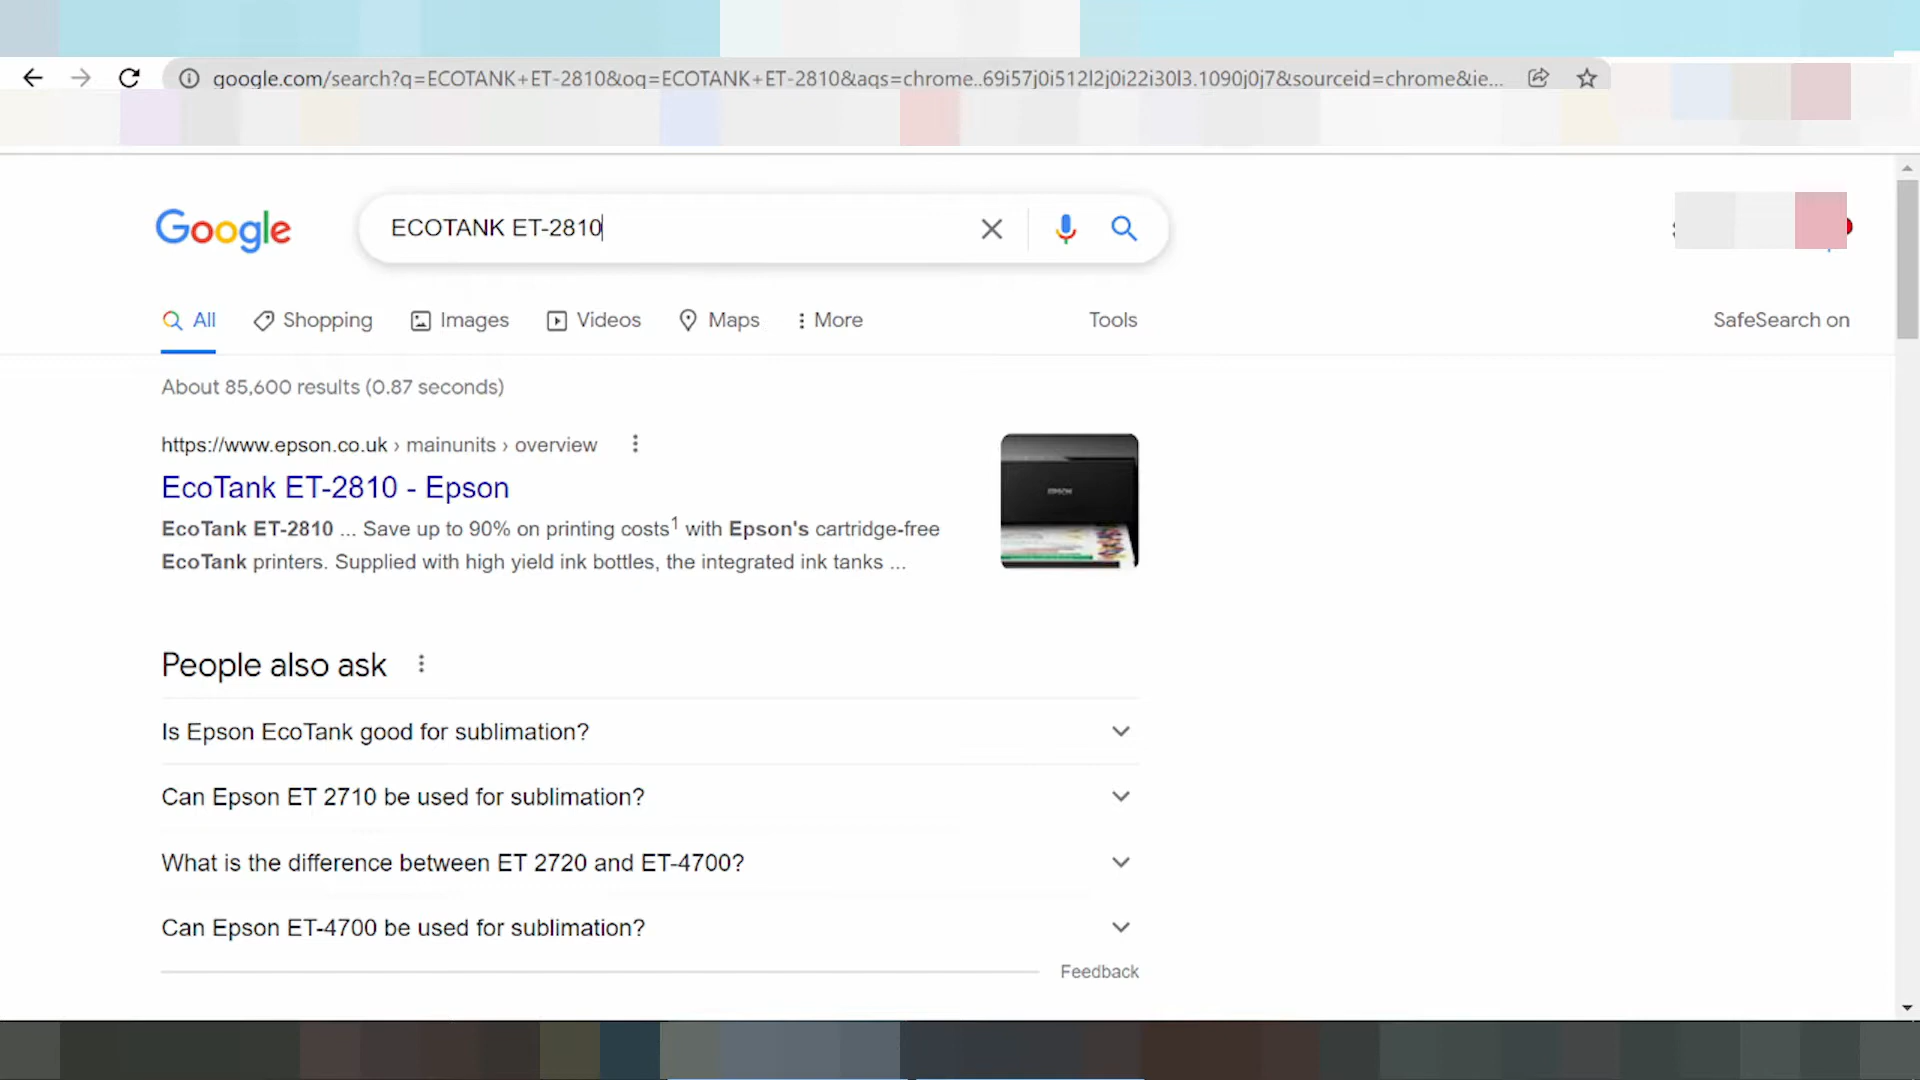 google.com/search?q=ECOTANK+ET-2810&oq=ECOTANK+ET-2810&aqs=chrome..69i57j0i512l2j0i22i30l3.1090j0j7&sourceid=chrome&ie...
Google
ECOTANK ET-2810
All
Shopping
Images
Videos
Maps
More
Tools
SafeSearch on
About 85,600 results (0.87 seconds)
https://www.epson.co.uk › mainunits › overview
EcoTank ET-2810 - Epson
EcoTank ET-2810 ... Save up to 90% on printing costs1 with Epson's cartridge-free
EcoTank printers. Supplied with high yield ink bottles, the integrated ink tanks ...
EPSON
People also ask
Is Epson EcoTank good for sublimation?
Can Epson ET 2710 be used for sublimation?
What is the difference between ET 2720 and ET-4700?
Can Epson ET-4700 be used for sublimation?
Feedback